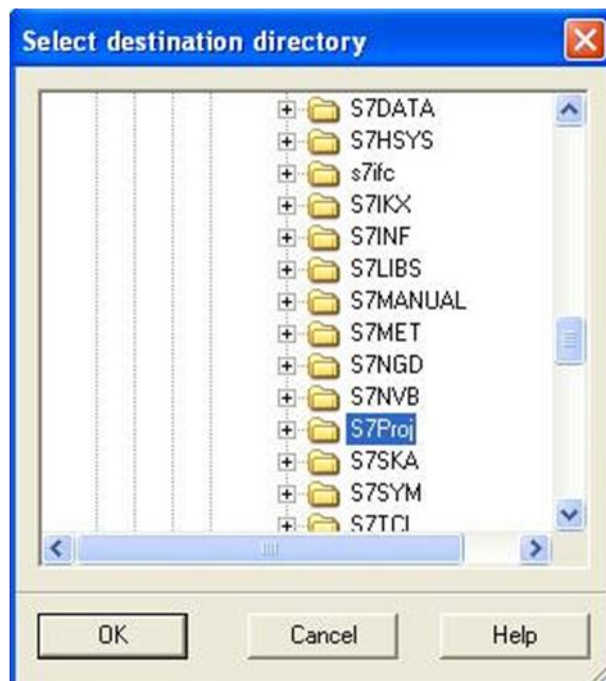 Select destination directory
S7DATA
S7HSYS
s7ifc
S7IKX
S7INF
S7LIBS
S7MANUAL
S7MET
S7NGD
S7NVB
S7Proj
S7SKA
S7SYM
S7TCI
OK
Cancel
Help